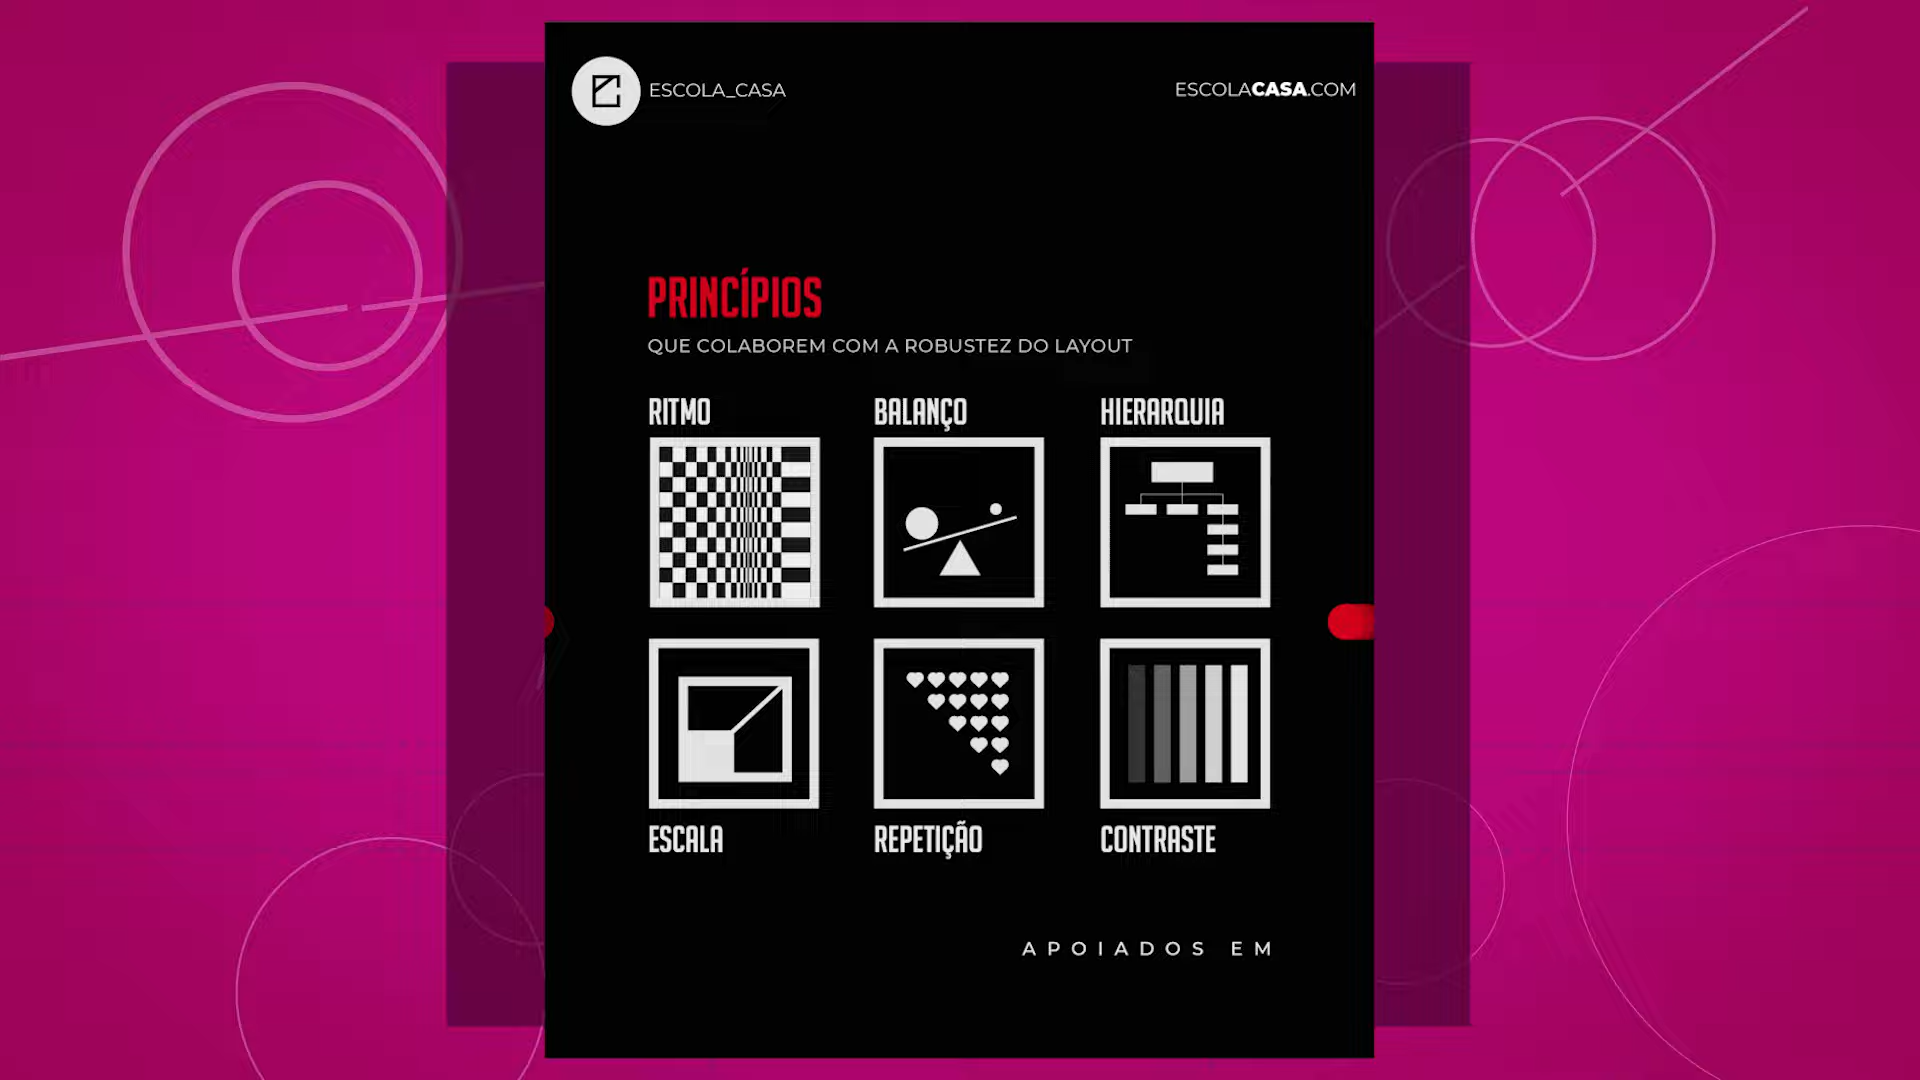 ESCOLA_CASA
ESCOLACASA.COM
PRINCÍPIOS
QUE COLABOREM COM A ROBUSTEZ DO LAYOUT
RITMO
BALANÇO
HIERARQUIA
ESCALA
REPETIÇÃO
CONTRASTE
APOIADOS EM